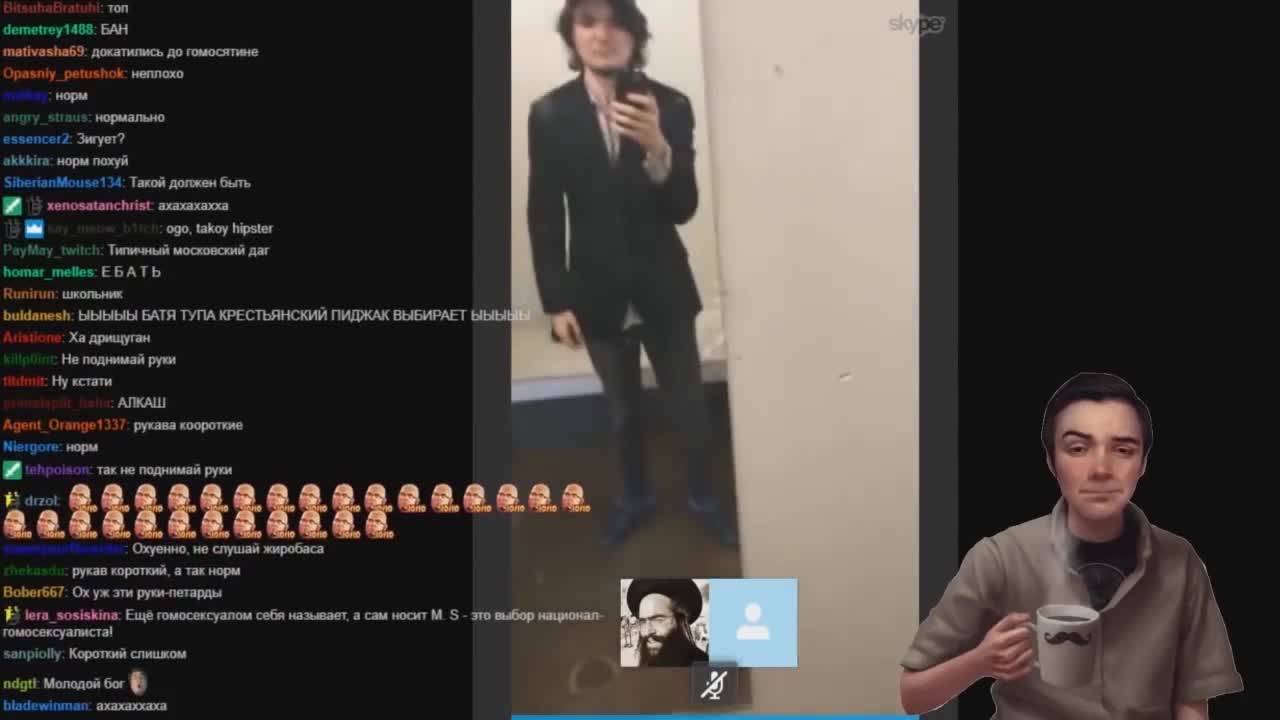 BitsuhaBratuhi: топ
demetrey1488: БАН
mativasha69: докатились до гомосятине
Opasniy_petushok: неплохо
: норм
angry_straus: нормально
essencer2: Зигует?
akkkira: норм похуй
SiberianMouse134: Такой должен быть
xenosatanchrist: ахахахахха
say_meow_b1tch: ogo, takoy hipster
PayMay_twitch: Типичный московский даг
homar_melles: Е Б А Т Ь
Runirun: школьник
buldanesh: ЫЫЫЫЫ БАТЯ ТУПА КРЕСТЬЯНСКИЙ ПИДЖАК ВЫБИРАЕТ ЫЫЫЫЫ
Aristione: Ха дрищуган
killp0int: Не поднимай руки
titdmit: Ну кстати
: АЛКАШ
Agent_Orange1337: рукава коороткие
Niergore: норм
tehpoison: так не поднимай руки
drzol:
: Охуенно, не слушай жиробаса
zhekasdu: рукав короткий, а так норм
Bober667: Ох уж эти руки-петарды
lera_sosiskina: Ещё гомосексуалом себя называет, а сам носит M. S - это выбор национал-
гомосексуалиста!
sanpiolly: Короткий слишком
ndgtl: Молодой бог
bladewinman: ахахаххаха
skype